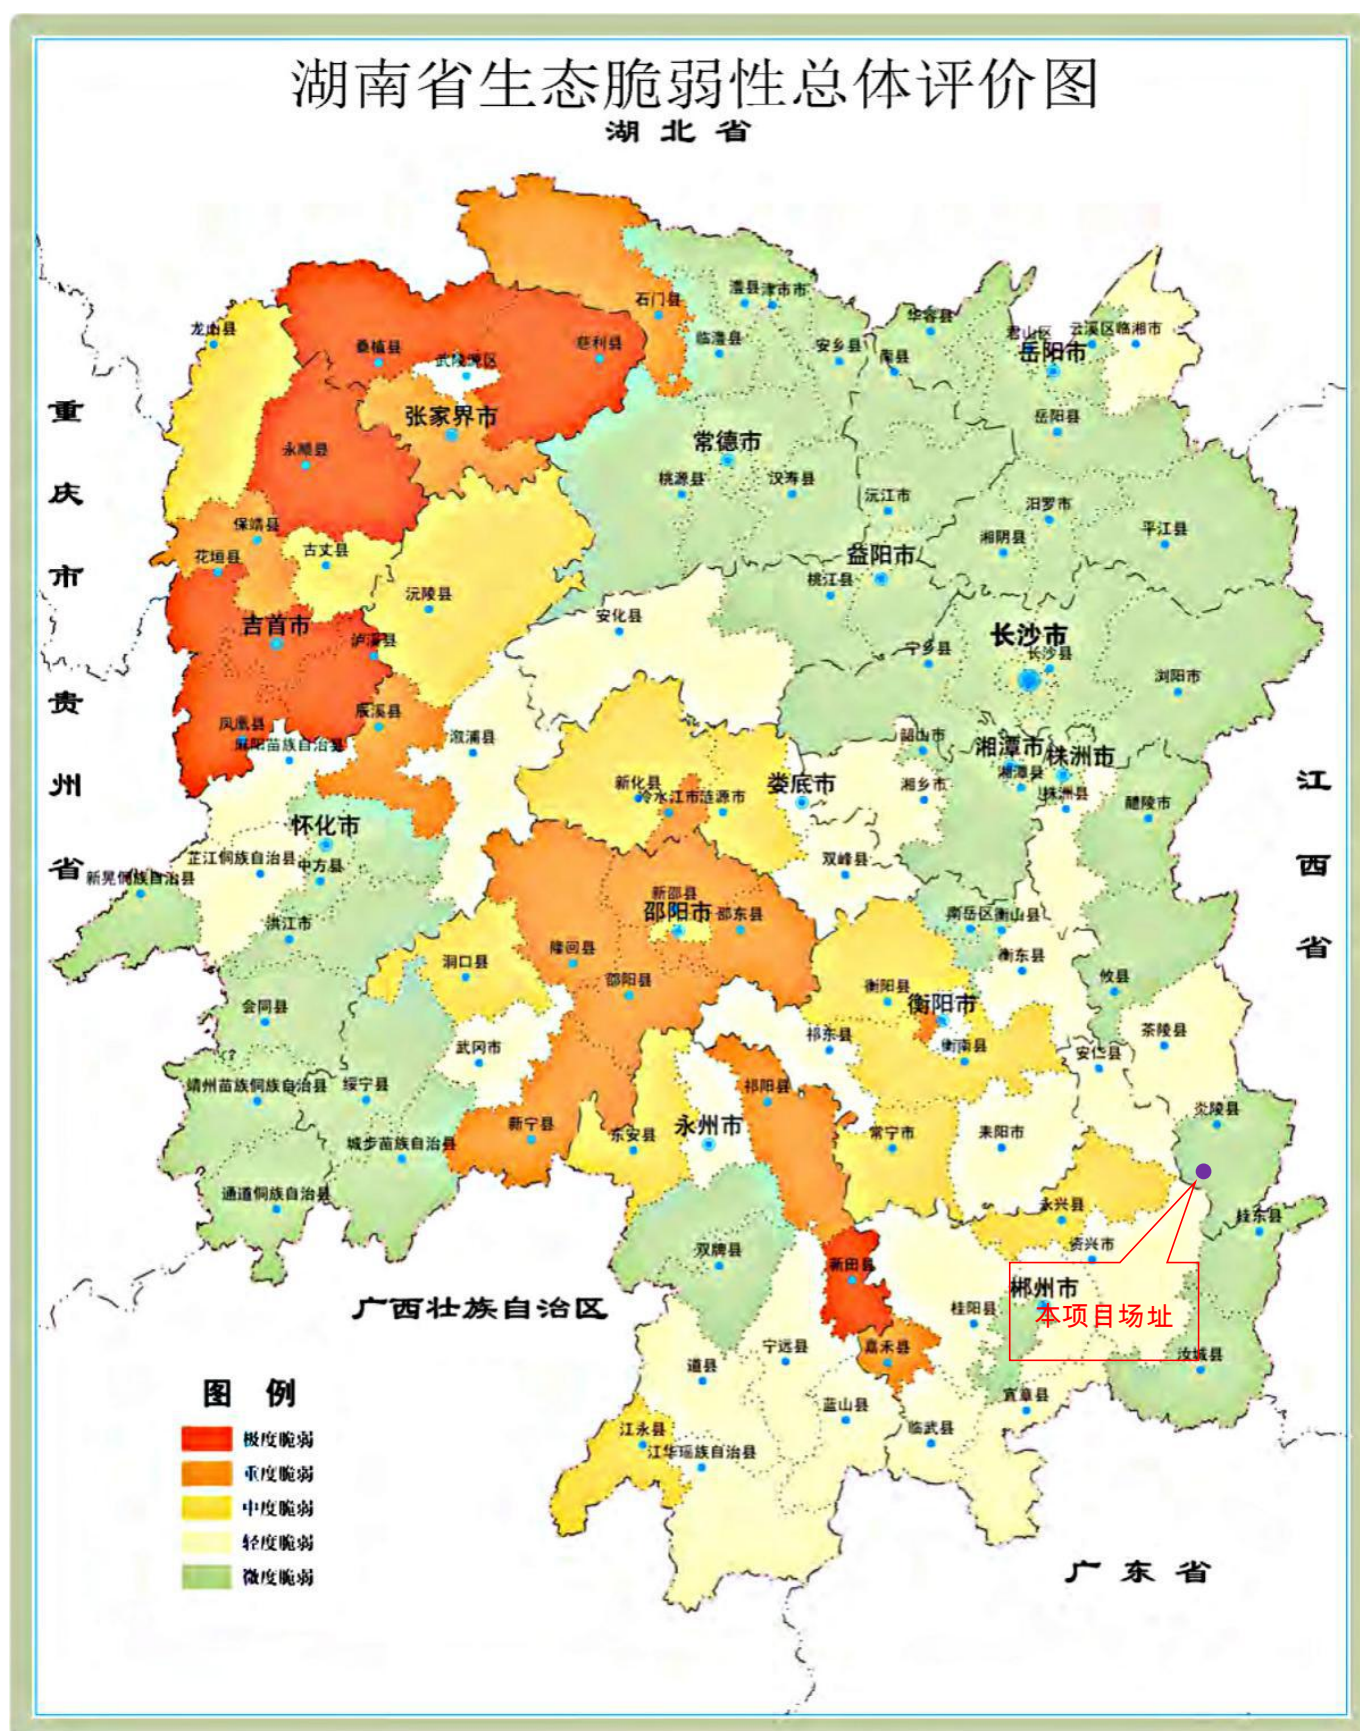 湖南省生态脆弱性总体评价图
湖北省
石门县
澧县
津市市
龙山县
桑植县
武陵源区
慈利县
临澧县
安乡县
华容县
南县
君山区
云溪区
临湘市
岳阳市
重庆市
张家界市
岳阳县
永顺县
常德市
桃源县
汉寿县
沅江市
汨罗市
湘阴县
平江县
保靖县
花垣县
古丈县
益阳市
桃江县
沅陵县
安化县
吉首市
泸溪县
宁乡县
长沙市
长沙县
浏阳市
贵州省
凤凰县
辰溪县
麻阳苗族自治县
溆浦县
韶山市
湘潭市
株洲市
湘潭县
新化县
冷水江市
涟源市
娄底市
湘乡市
株洲县
醴陵市
江西省
怀化市
芷江侗族自治县
中方县
新晃侗族自治县
双峰县
洪江市
新邵县
邵阳市
邵东县
南岳区
衡山县
隆回县
洞口县
邵阳县
衡东县
攸县
衡阳县
衡阳市
会同县
武冈市
祁东县
衡南县
茶陵县
安仁县
靖州苗族侗族自治县
绥宁县
祁阳县
炎陵县
新宁县
东安县
永州市
常宁市
耒阳市
城步苗族自治县
通道侗族自治县
永兴县
桂东县
双牌县
资兴市
新田县
郴州市
广西壮族自治区
桂阳县
本项目场址
宁远县
嘉禾县
道县
汝城县
蓝山县
宜章县
江永县
临武县
江华瑶族自治县
图例
极度脆弱
重度脆弱
中度脆弱
轻度脆弱
微度脆弱
广东省